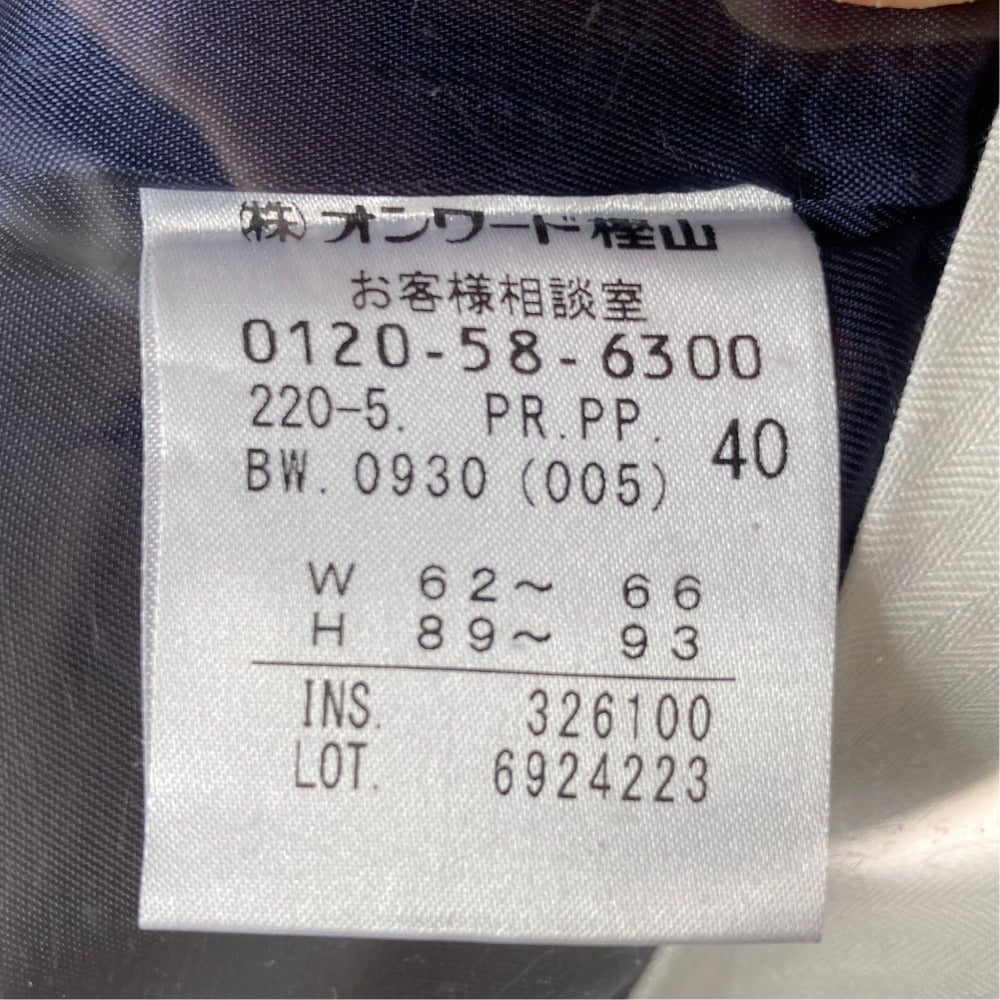 (株)オンワード樫山
お客様相談室
0120-58-6300
220-5. PR.PP. 40
BW. 0930 (005)
W 62～ 66
H 89～ 93
INS. 326100
LOT. 6924223